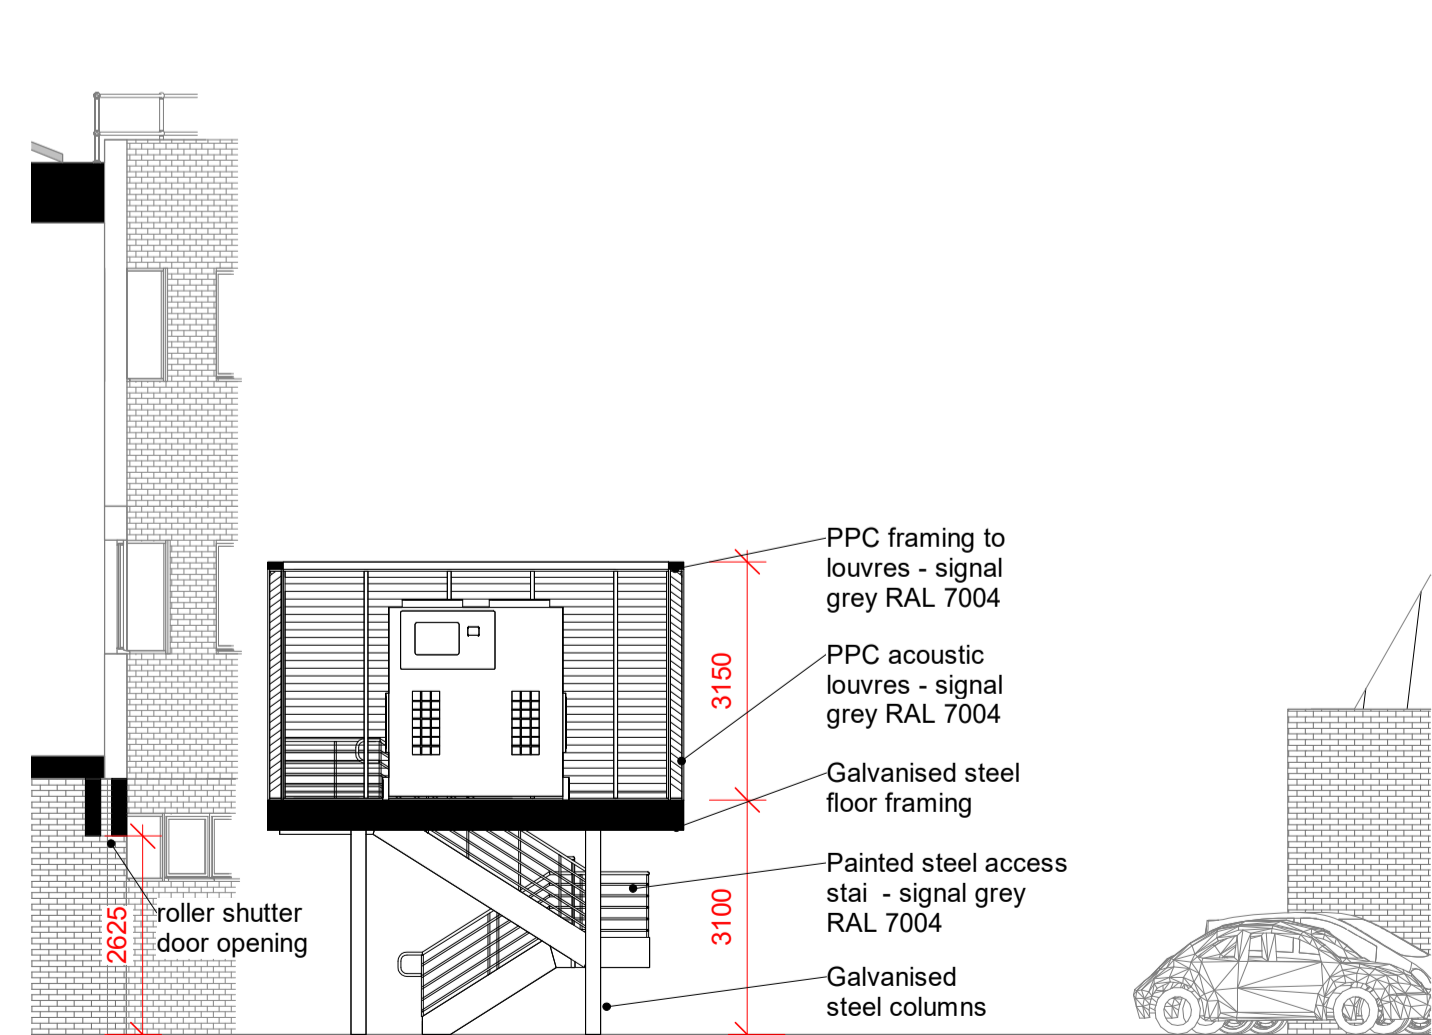 PPC framing to
louvres - signal
grey RAL 7004
3150
PPC acoustic
louvres - signal
grey RAL 7004
Galvanised steel
floor framing
Painted steel access
stai - signal grey
RAL 7004
3100
2625
roller shutter
door opening
Galvanised
steel columns